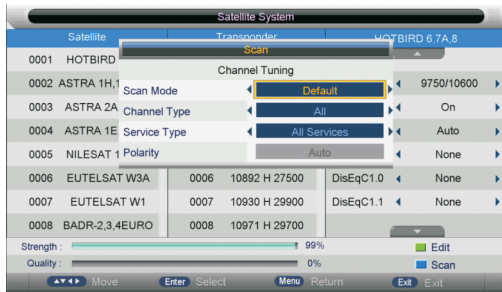 Satellite System
Satellite Transponder HOTBIRD 6,7A,8
Scan
0001 HOTBIRD
Channel Tuning
0002 ASTRA 1H,1 Scan Mode Default 9750/10600
0003 ASTRA 2A Channel Type All On
0004 ASTRA 1E Service Type All Services Auto
0005 NILESAT 1 Polarity Auto None
0006 EUTELSAT W3A 0006 10892 H 27500 DisEqC1.0 None
0007 EUTELSAT W1 0007 10930 H 29900 DisEqC1.1 None
0008 BADR-2,3,4EURO 0008 10971 H 29700
Strength : 99% Edit
Quality : 0% Scan
Move Enter Select Menu Return Exit Exit